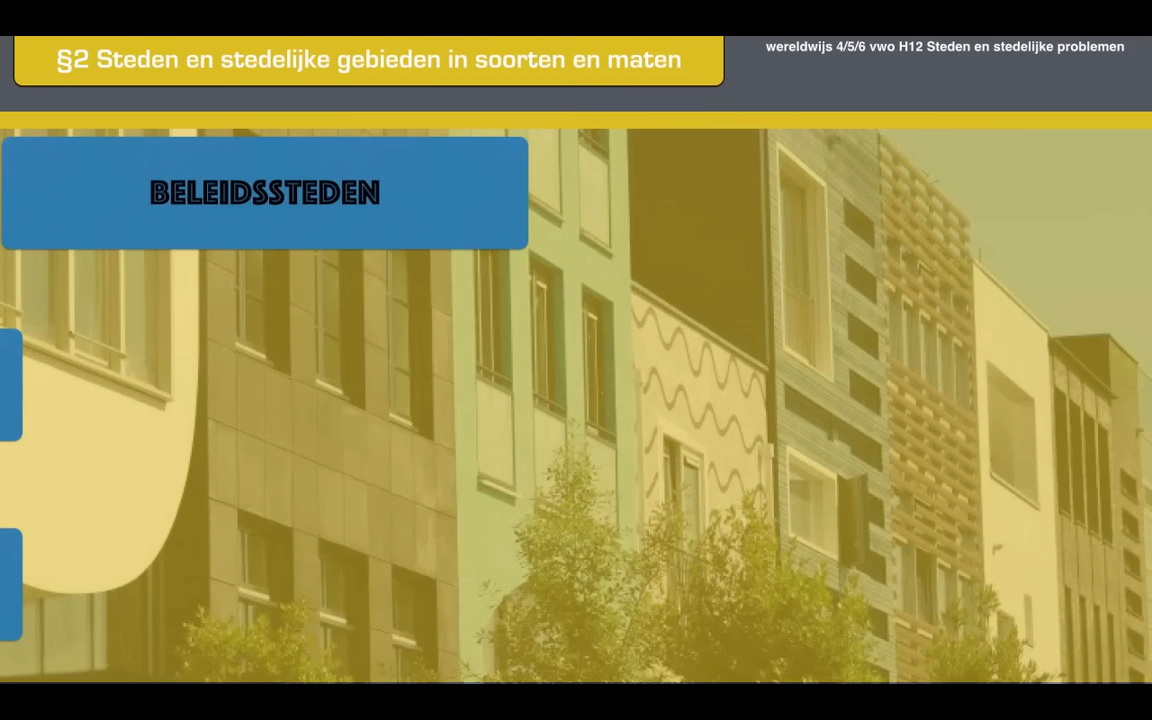 §2 Steden en stedelijke gebieden in soorten en maten
wereldwijs 4/5/6 vwo H12 Steden en stedelijke problemen
BELEIDSSTEDEN